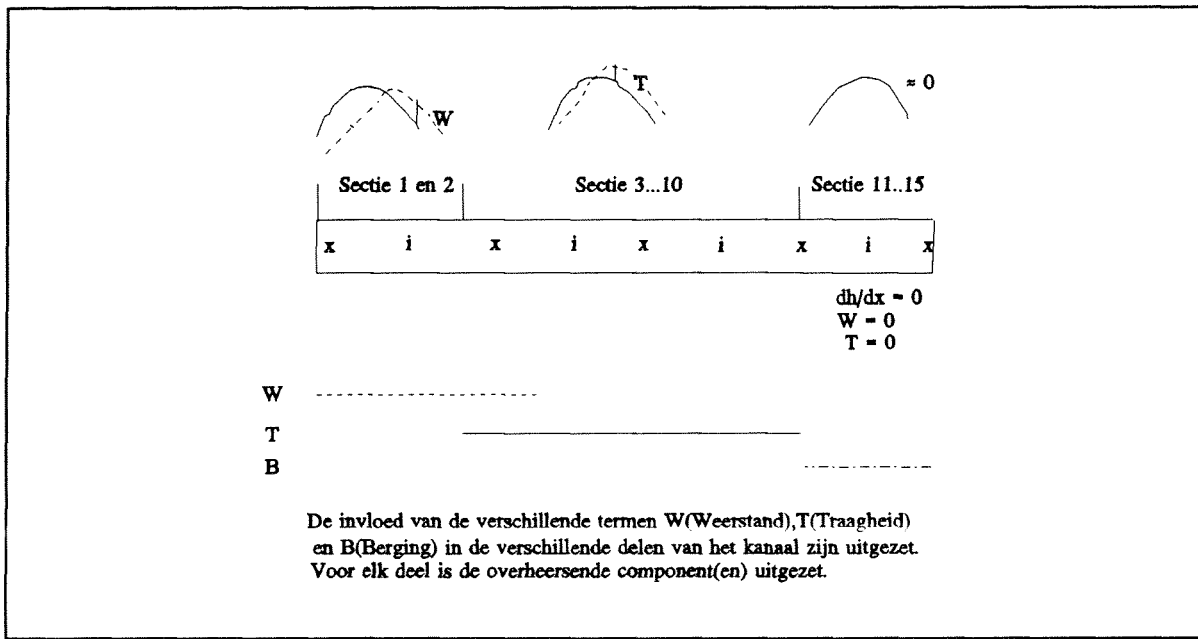 W
T
≈ 0
Sectie 1 en 2
Sectie 3...10
Sectie 11..15
x i x i x i x i x
dh/dx = 0
W = 0
T = 0
W
T
B
De invloed van de verschillende termen W(Weerstand),T(Traagheid)
en B(Berging) in de verschillende delen van het kanaal zijn uitgezet.
Voor elk deel is de overheersende component(en) uitgezet.